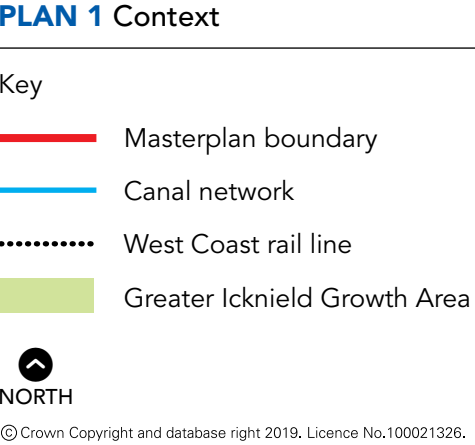 PLAN 1 Context
Key
Masterplan boundary
Canal network
West Coast rail line
Greater Icknield Growth Area
NORTH
© Crown Copyright and database right 2019. Licence No.100021326.